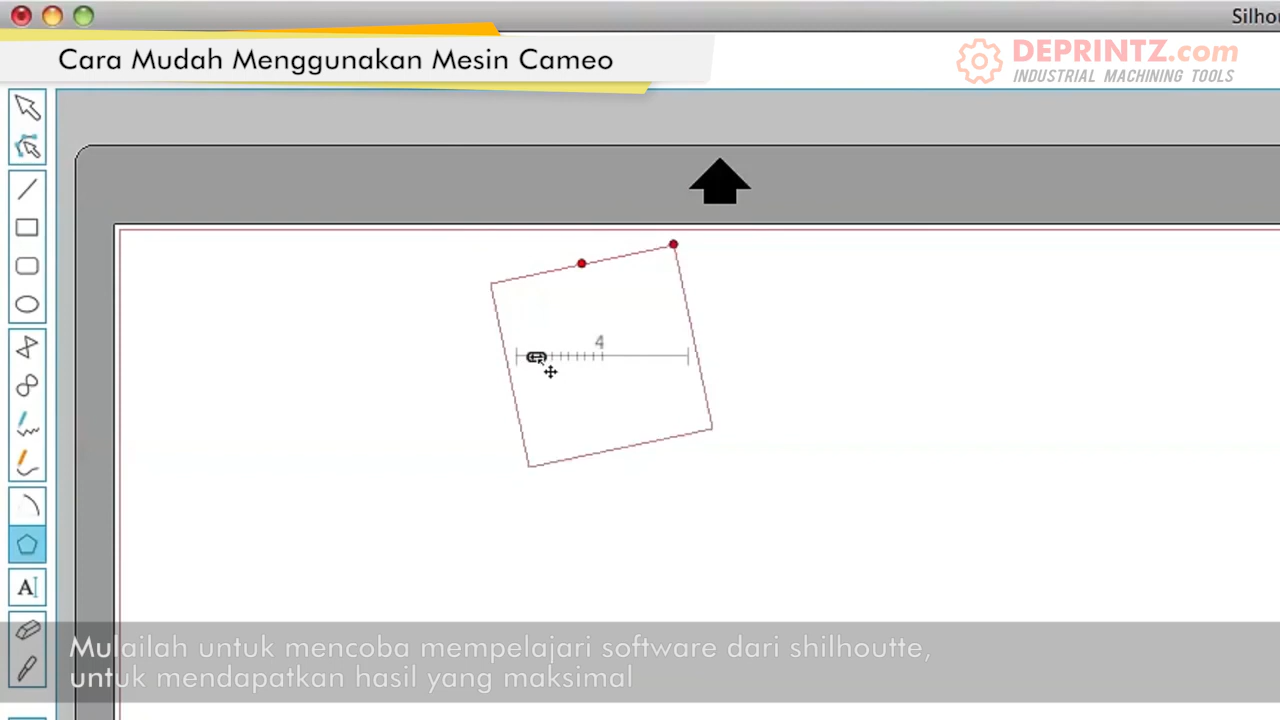 Silho
Cara Mudah Menggunakan Mesin Cameo
DEPRINTZ.com
INDUSTRIAL MACHINING TOOLS
4
A
Mulailah untuk mencoba mempelajari software dari shilhoutte,
untuk mendapatkan hasil yang maksimal